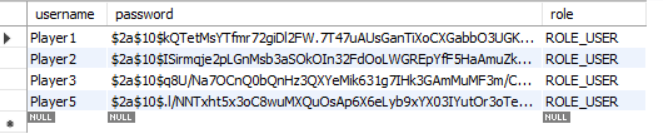 username password role
Player1 $2a$10$kQTetMsYTfmr72giDl2FW.7T47uAUsGanTiXoCXGabbO3UGK... ROLE_USER
Player2 $2a$10$ISirmqje2pLGnMsb3aSOkOIn32FdOoLWGREpYfF5HaAmuZk... ROLE_USER
Player3 $2a$10$q8U/Na7OCnQ0bQnHz3QXYeMik631g7IHk3GAmMuMF3m/C... ROLE_USER
Player5 $2a$10$.l/NNTxht5x3oC8wuMXQuOsAp6X6eLyb9xYX03IYutOr3oTe... ROLE_USER
NULL NULL NULL